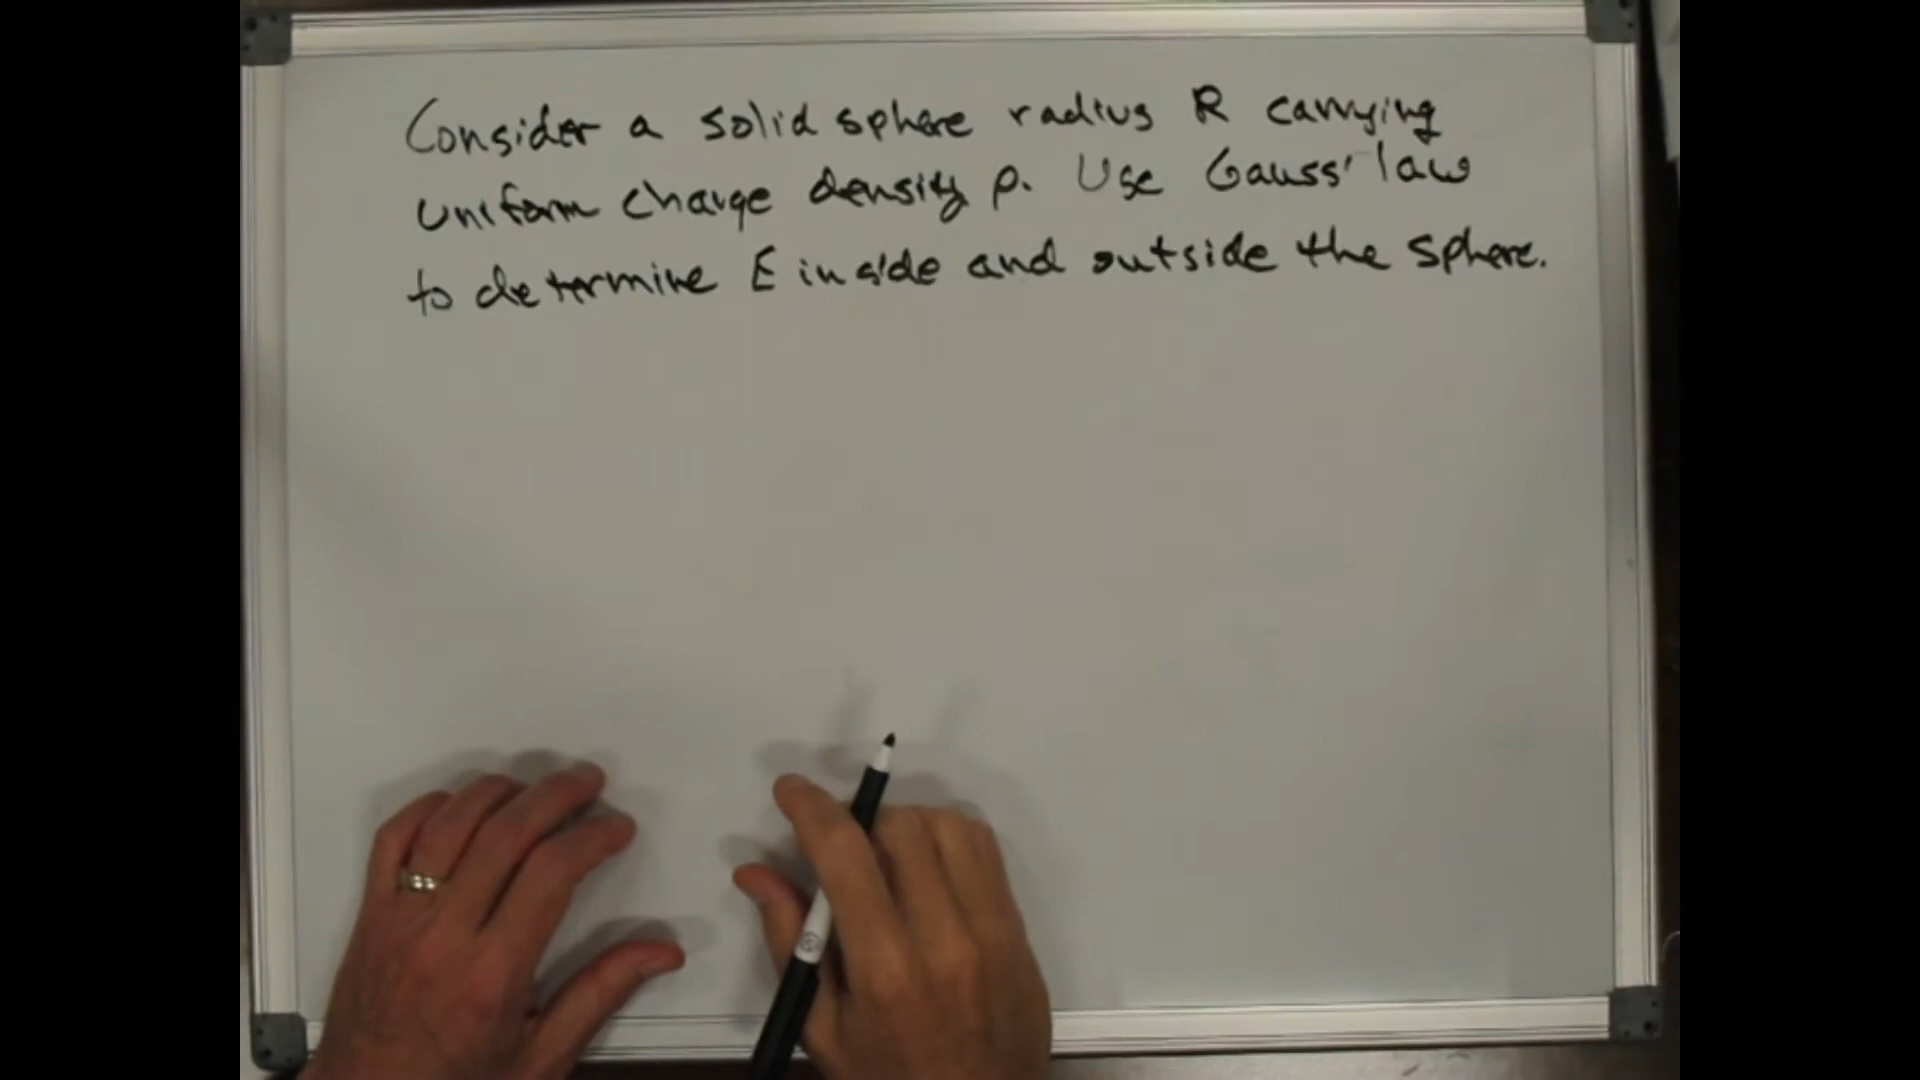 Consider a solid sphere radius R carrying
uniform charge density ρ. Use Gauss' law
to determine E inside and outside the sphere.